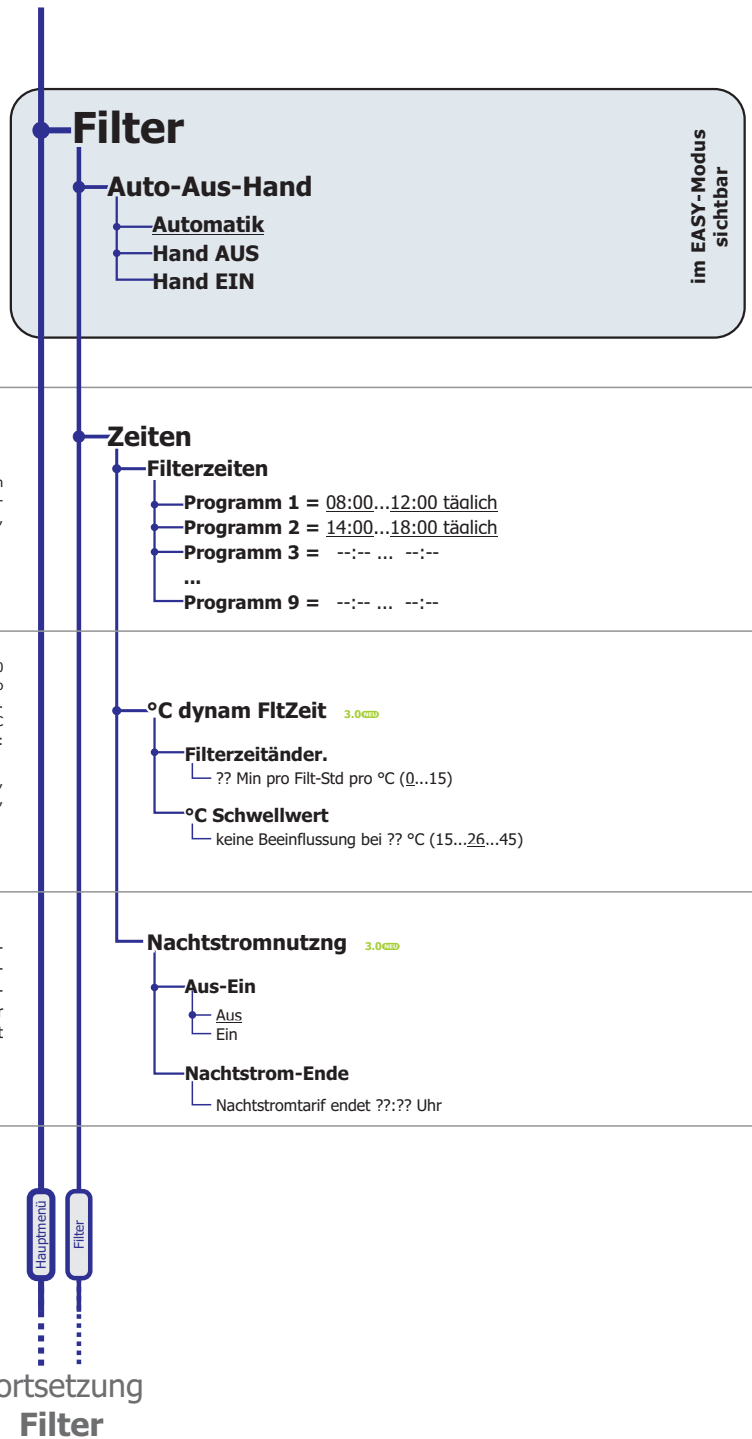 Filter
Auto-Aus-Hand
Automatik
Hand AUS
Hand EIN
im EASY-Modus
sichtbar
Zeiten
Filterzeiten
Programm 1 = 08:00...12:00 täglich
Programm 2 = 14:00...18:00 täglich
Programm 3 = --:-- ... --:--
...
Programm 9 = --:-- ... --:--
°C dynam FltZeit 3.0 NEU
Filterzeitänder.
?? Min pro Filt-Std pro °C (0...15)
°C Schwellwert
keine Beeinflussung bei ?? °C (15...26...45)
Nachtstromnutzng 3.0 NEU
Aus-Ein
Aus
Ein
Nachtstrom-Ende
Nachtstromtarif endet ??:?? Uhr
Hauptmenü
Filter
ortsetzung
Filter